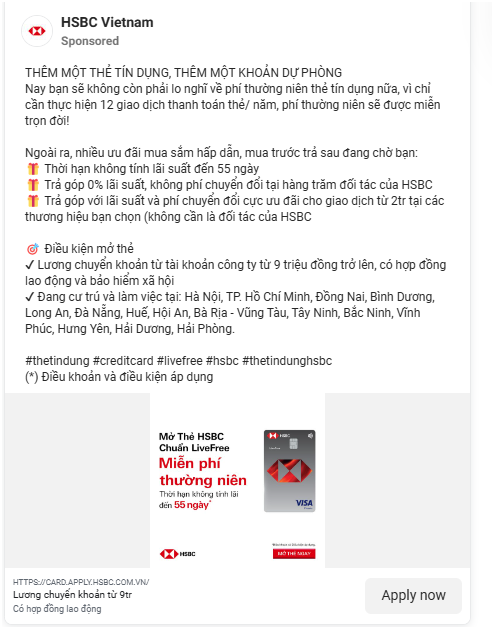 HSBC Vietnam
Sponsored
THÊM MỘT THẺ TÍN DỤNG, THÊM MỘT KHOẢN DỰ PHÒNG
Nay bạn sẽ không còn phải lo nghĩ về phí thường niên thẻ tín dụng nữa, vì chỉ
cần thực hiện 12 giao dịch thanh toán thẻ/ năm, phí thường niên sẽ được miễn
trọn đời!
Ngoài ra, nhiều ưu đãi mua sắm hấp dẫn, mua trước trả sau đang chờ bạn:
🎁 Thời hạn không tính lãi suất đến 55 ngày
🎁 Trả góp 0% lãi suất, không phí chuyển đổi tại hàng trăm đối tác của HSBC
🎁 Trả góp với lãi suất và phí chuyển đổi cực ưu đãi cho giao dịch từ 2tr tại các
thương hiệu bạn chọn (không cần là đối tác của HSBC
🎯 Điều kiện mở thẻ
✔ Lương chuyển khoản từ tài khoản công ty từ 9 triệu đồng trở lên, có hợp đồng
lao động và bảo hiểm xã hội
✔ Đang cư trú và làm việc tại: Hà Nội, TP. Hồ Chí Minh, Đồng Nai, Bình Dương,
Long An, Đà Nẵng, Huế, Hội An, Bà Rịa - Vũng Tàu, Tây Ninh, Bắc Ninh, Vĩnh
Phúc, Hưng Yên, Hải Dương, Hải Phòng.
#thetindung #creditcard #livefree #hsbc #thetindunghsbc
(*) Điều khoản và điều kiện áp dụng
Mở Thẻ HSBC
Chuẩn LiveFree
Miễn phí
thường niên
Thời hạn không tính lãi
đến 55 ngày*
HSBC
VISA
HSBC
MỞ THẺ NGAY
HTTPS://CARD.APPLY.HSBC.COM.VN/
Lương chuyển khoản từ 9tr
Có hợp đồng lao động
Apply now